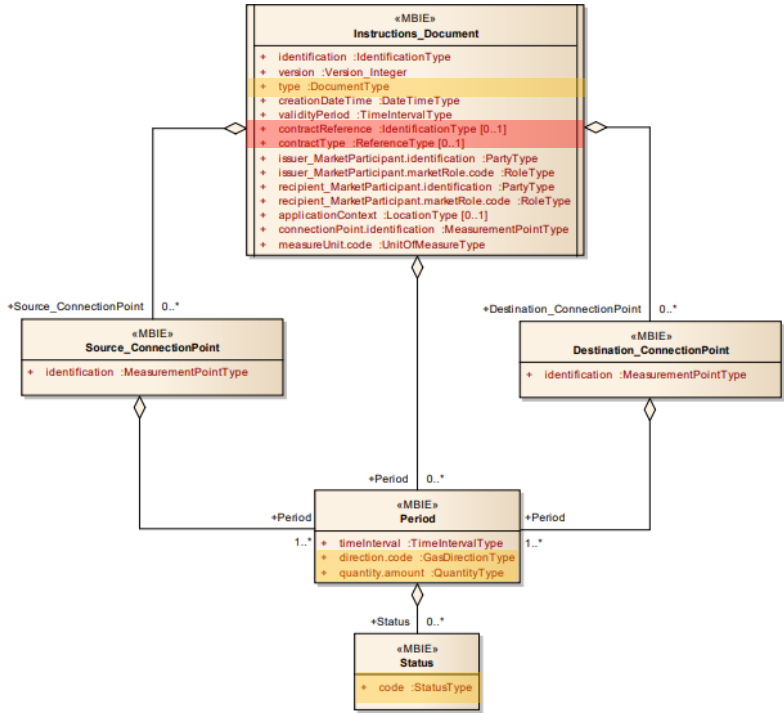 «MBIE»
Instructions_Document
+ identification :IdentificationType
+ version :Version_Integer
+ type :DocumentType
+ creationDateTime :DateTimeType
+ validityPeriod :TimeIntervalType
+ contractReference :IdentificationType [0..1]
+ contractType :ReferenceType [0..1]
+ issuer_MarketParticipant.identification :PartyType
+ issuer_MarketParticipant.marketRole.code :RoleType
+ recipient_MarketParticipant.identification :PartyType
+ recipient_MarketParticipant.marketRole.code :RoleType
+ applicationContext :LocationType [0..1]
+ connectionPoint.identification :MeasurementPointType
+ measureUnit.code :UnitOfMeasureType
+Source_ConnectionPoint 0..*
+Destination_ConnectionPoint 0..*
«MBIE»
Source_ConnectionPoint
+ identification :MeasurementPointType
«MBIE»
Destination_ConnectionPoint
+ identification :MeasurementPointType
+Period 0..*
+Period
1..*
+Period
1..*
«MBIE»
Period
+ timeInterval :TimeIntervalType
+ direction.code :GasDirectionType
+ quantity.amount :QuantityType
+Status 0..*
«MBIE»
Status
+ code :StatusType